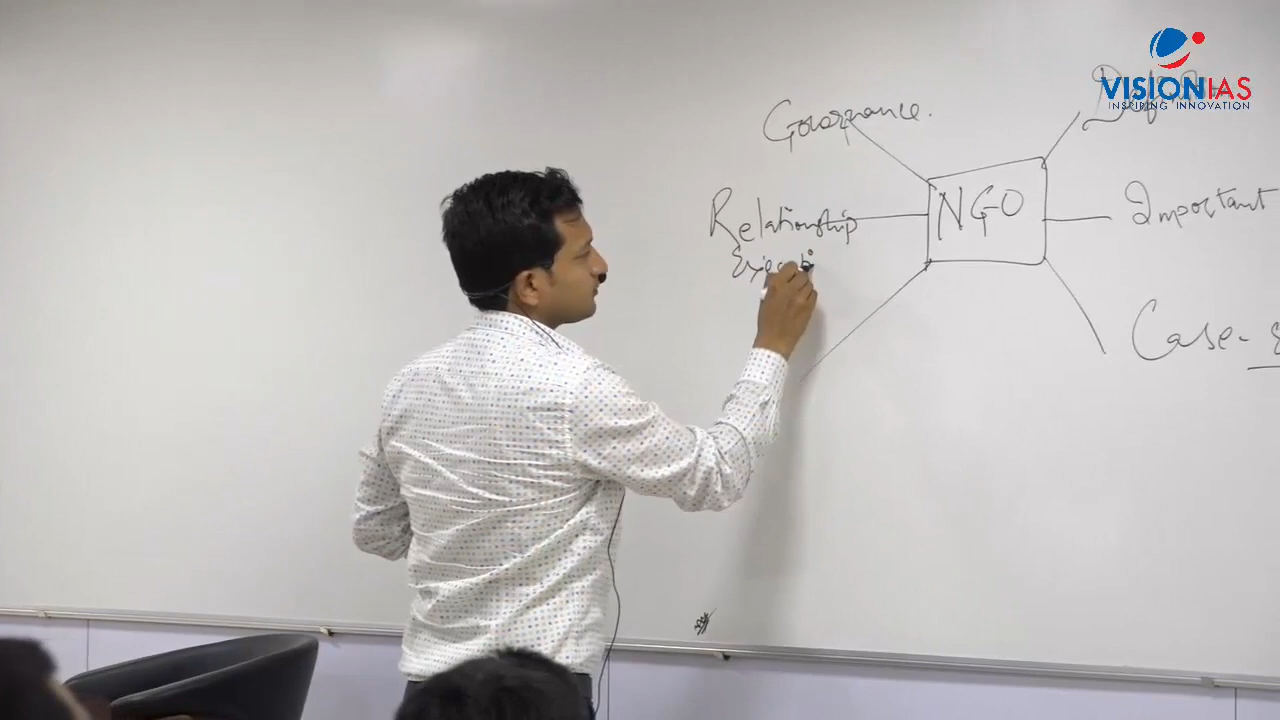 VISIONIAS
INSPIRING INNOVATION
Governance.
Relationship
NGO
Important
Case-